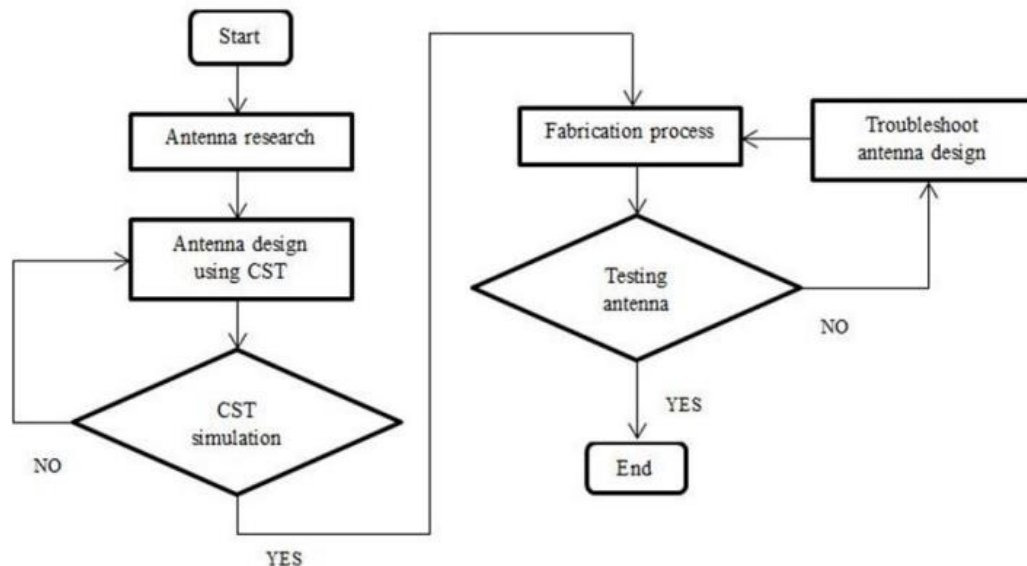 Start
Antenna research
Antenna design
using CST
CST
simulation
NO
YES
Fabrication process
Troubleshoot
antenna design
Testing
antenna
NO
YES
End